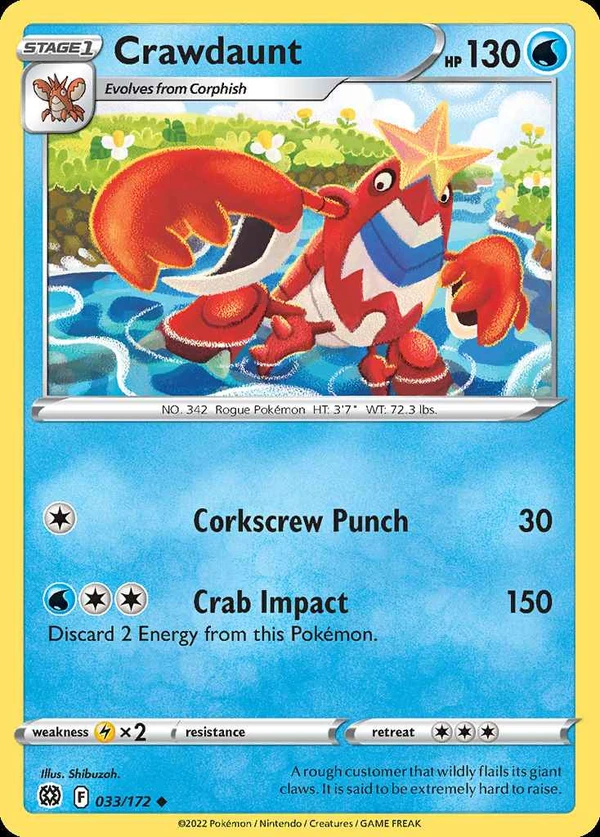 STAGE 1
Crawdaunt
HP 130
Evolves from Corphish
NO. 342 Rogue Pokémon HT: 3'7" WT: 72.3 lbs.
Corkscrew Punch 30
Crab Impact 150
Discard 2 Energy from this Pokémon.
weakness ×2 resistance retreat
Illus. Shibuzoh.
A rough customer that wildly flails its giant
claws. It is said to be extremely hard to raise.
F 033/172
©2022 Pokémon / Nintendo / Creatures / GAME FREAK